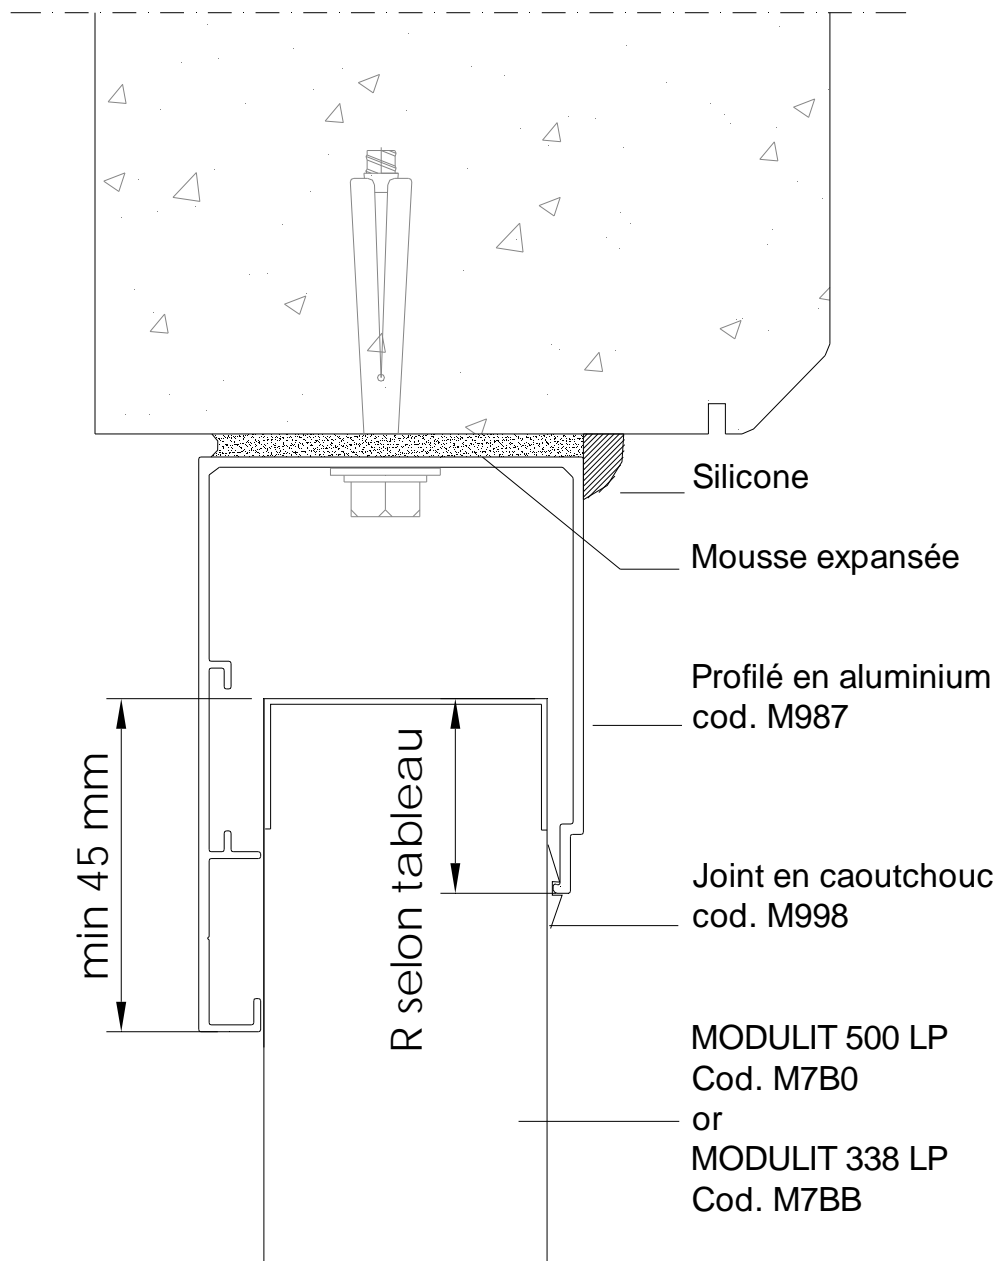 Silicone
Mousse expansée
Profilé en aluminium
cod. M987
min 45 mm
R selon tableau
Joint en caoutchouc
cod. M998
MODULIT 500 LP
Cod. M7B0
or
MODULIT 338 LP
Cod. M7BB